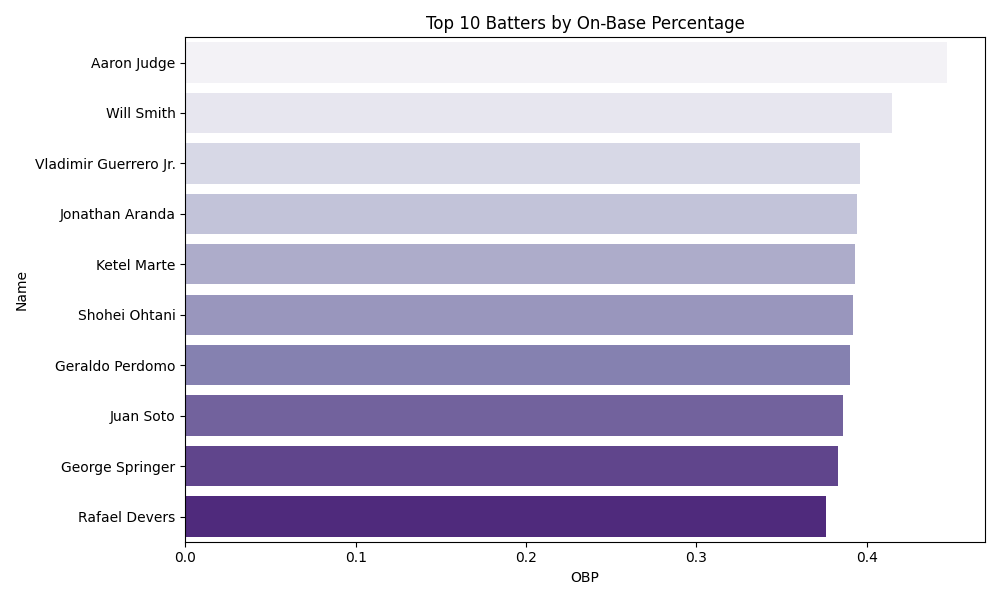 Top 10 Batters by On-Base Percentage
Aaron Judge
Will Smith
Vladimir Guerrero Jr.
Jonathan Aranda
Ketel Marte
Shohei Ohtani
Geraldo Perdomo
Juan Soto
George Springer
Rafael Devers
Name
0.0 0.1 0.2 0.3 0.4
OBP